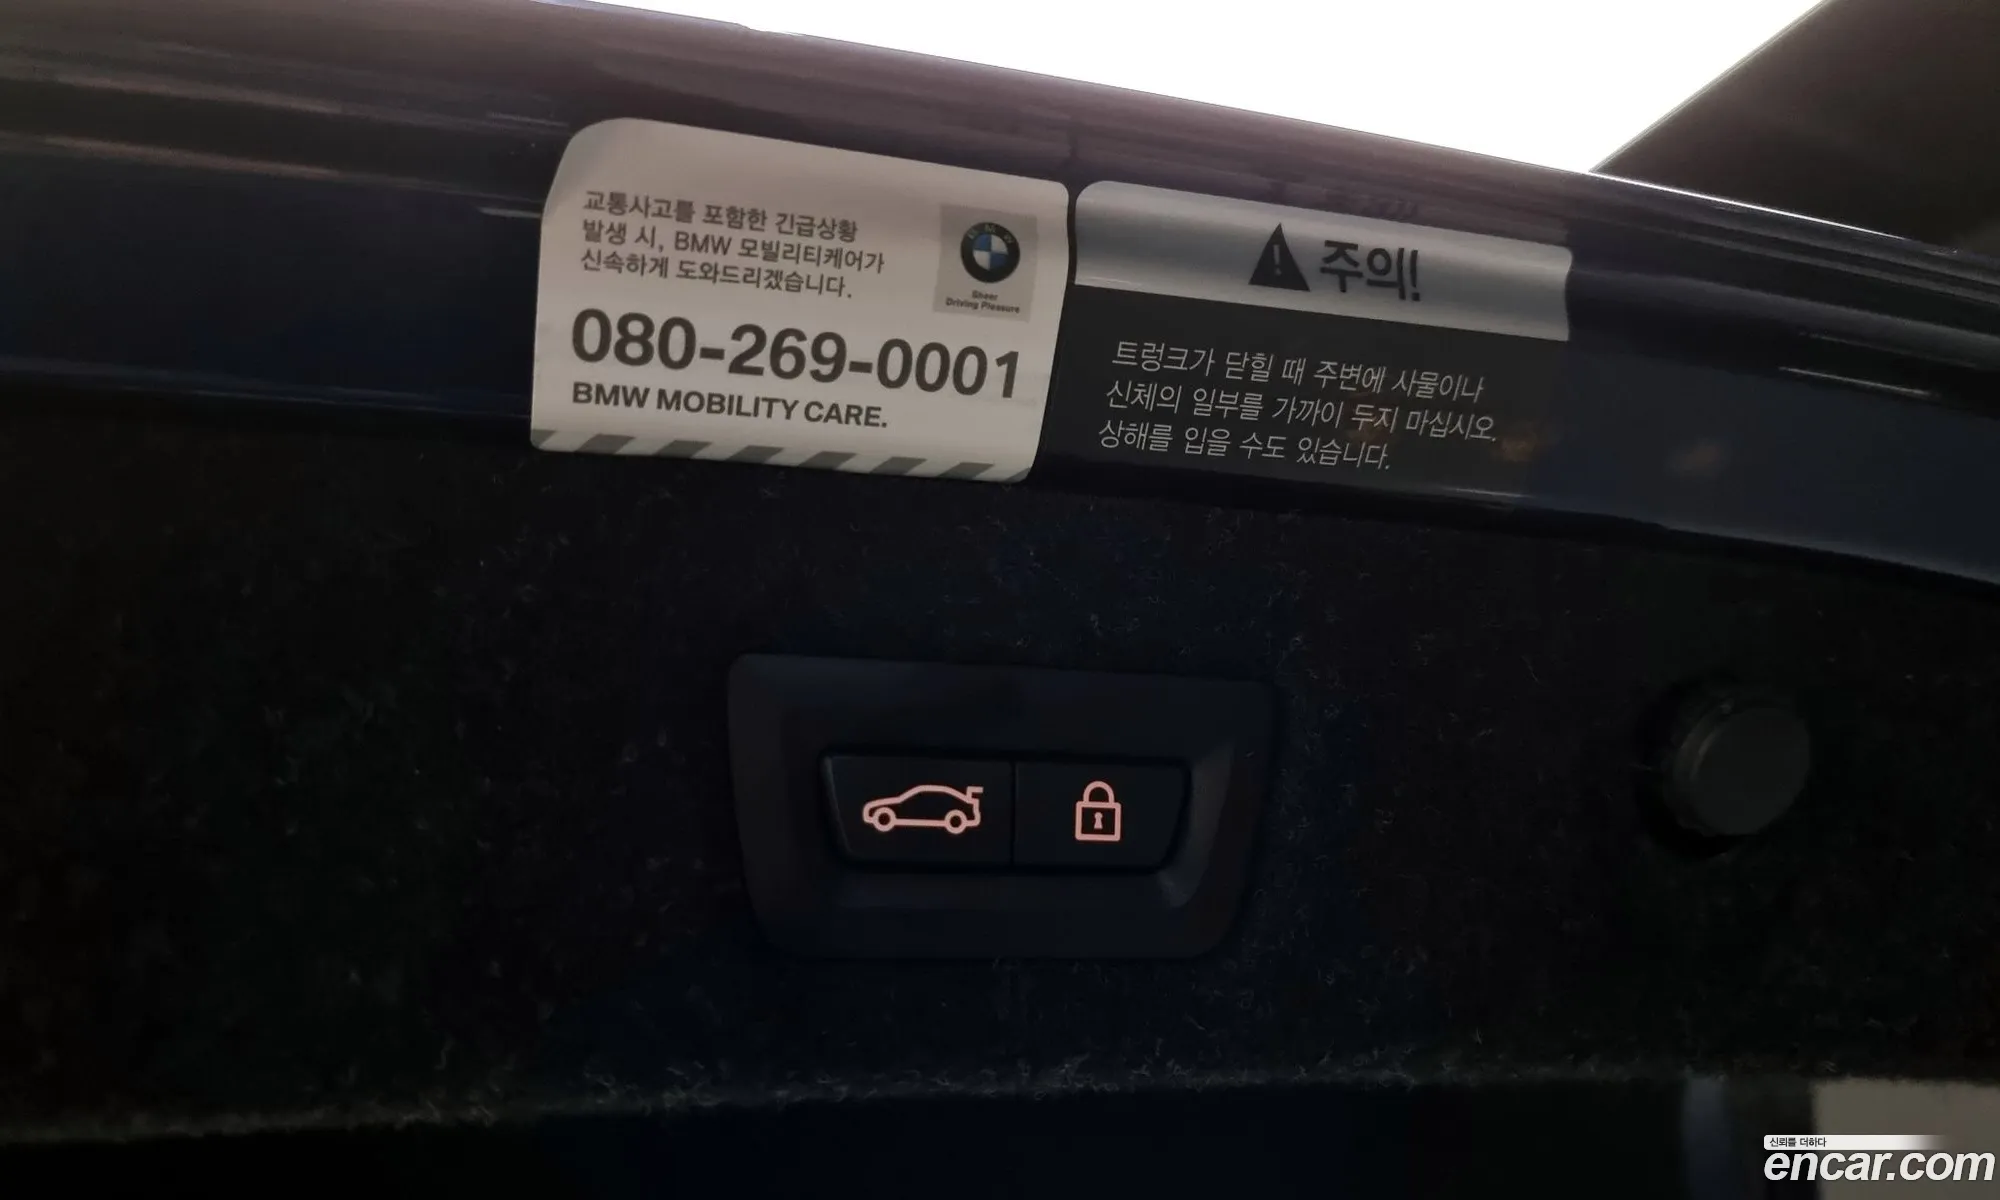 교통사고를 포함한 긴급상황
발생 시, BMW 모빌리티케어가
신속하게 도와드리겠습니다.
BMW
Sheer
Driving Pleasure
080-269-0001
BMW MOBILITY CARE.
주의!
트렁크가 닫힐 때 주변에 사물이나
신체의 일부를 가까이 두지 마십시오.
상해를 입을 수도 있습니다.
신뢰를 더하다
encar.com